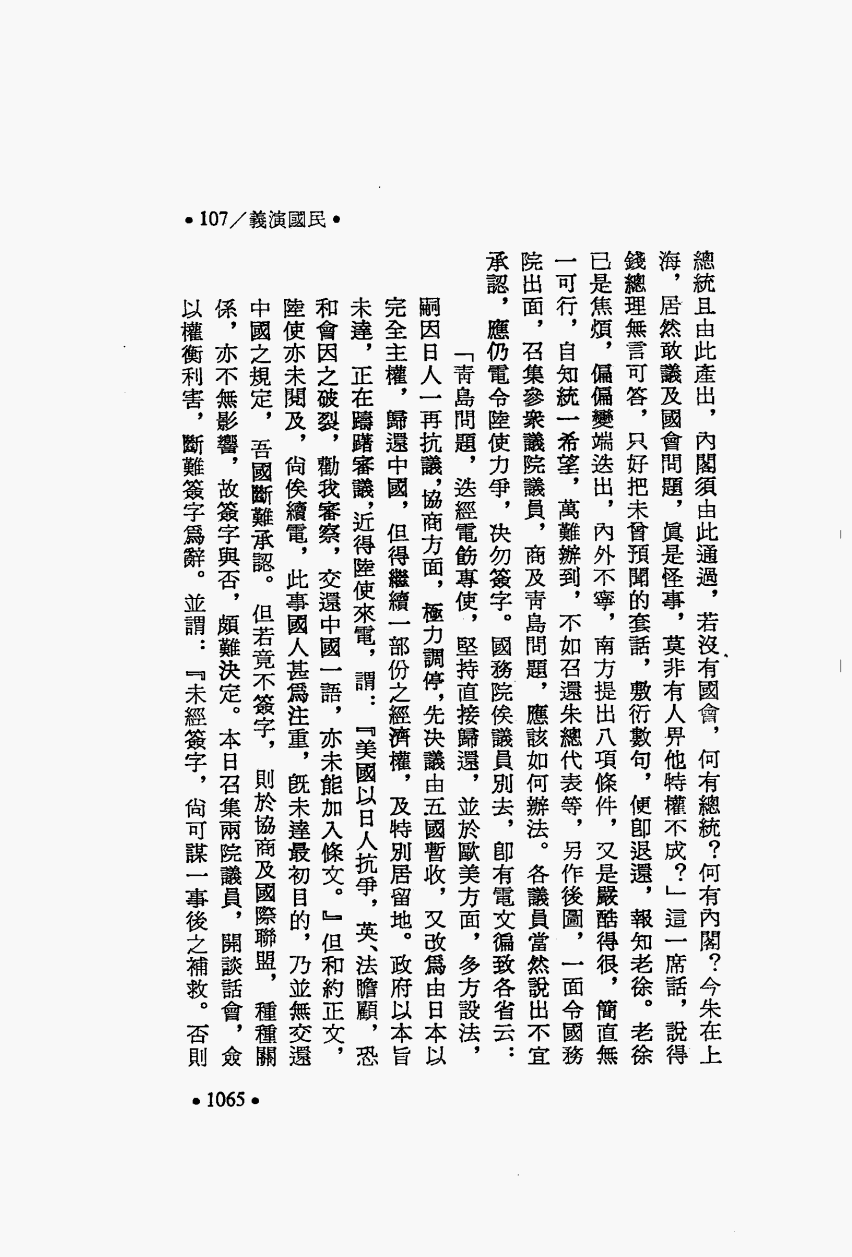 •107／義演國民•
總統且由此產出，內閣須由此通過，若沒有國會，何有總統？何有內閣？今朱在上
海，居然敢議及國會問題，眞是怪事，莫非有人畀他特權不成？」這一席話，說得
錢總理無言可答，只好把未曾預聞的套話，敷衍數句，便卽退還，報知老徐。老徐
已是焦煩，偏偏變端迭出，內外不寧，南方提出八項條件，又是嚴酷得很，簡直無
一可行，自知統一希望，萬難辦到，不如召還朱總代表等，另作後圖，一面令國務
院出面，召集參衆議院議員，商及靑島問題，應該如何辦法。各議員當然說出不宜
承認，應仍電令陸使力爭，决勿簽字。國務院俟議員別去，卽有電文徧致各省云：
「靑島問題，迭經電飭專使，堅持直接歸還，並於歐美方面，多方設法，
嗣因日人一再抗議，協商方面，極力調停，先决議由五國暫收，又改爲由日本以
完全主權，歸還中國，但得繼續一部份之經濟權，及特別居留地。政府以本旨
未達，正在躊躇審議，近得陸使來電，謂：『美國以日人抗爭，英、法瞻顧，恐
和會因之破裂，勸我審察，交還中國一語，亦未能加入條文。』但和約正文，
陸使亦未閱及，尙俟續電，此事國人甚爲注重，旣未達最初目的，乃並無交還
中國之規定，吾國斷難承認。但若竟不簽字，則於協商及國際聯盟，種種關
係，亦不無影響，故簽字與否，頗難決定。本日召集兩院議員，開談話會，僉
以權衡利害，斷難簽字爲辭。並謂：『未經簽字，尙可謀一事後之補救。否則
•1065•